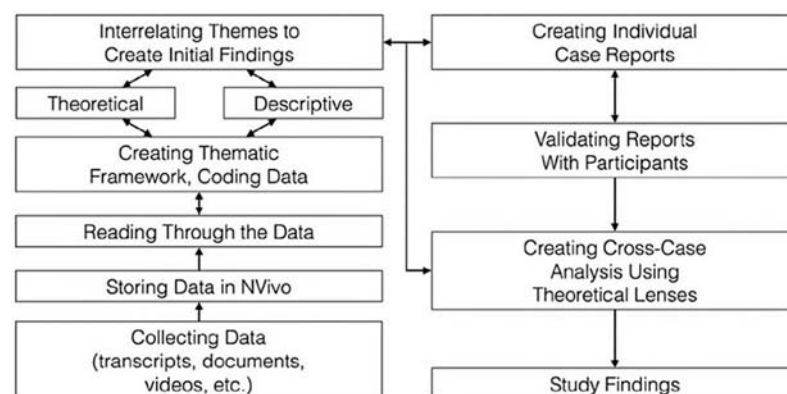 Interrelating Themes to
Create Initial Findings
Theoretical
Descriptive
Creating Thematic
Framework, Coding Data
Reading Through the Data
Storing Data in NVivo
Collecting Data
(transcripts, documents,
videos, etc.)
Creating Individual
Case Reports
Validating Reports
With Participants
Creating Cross-Case
Analysis Using
Theoretical Lenses
Study Findings